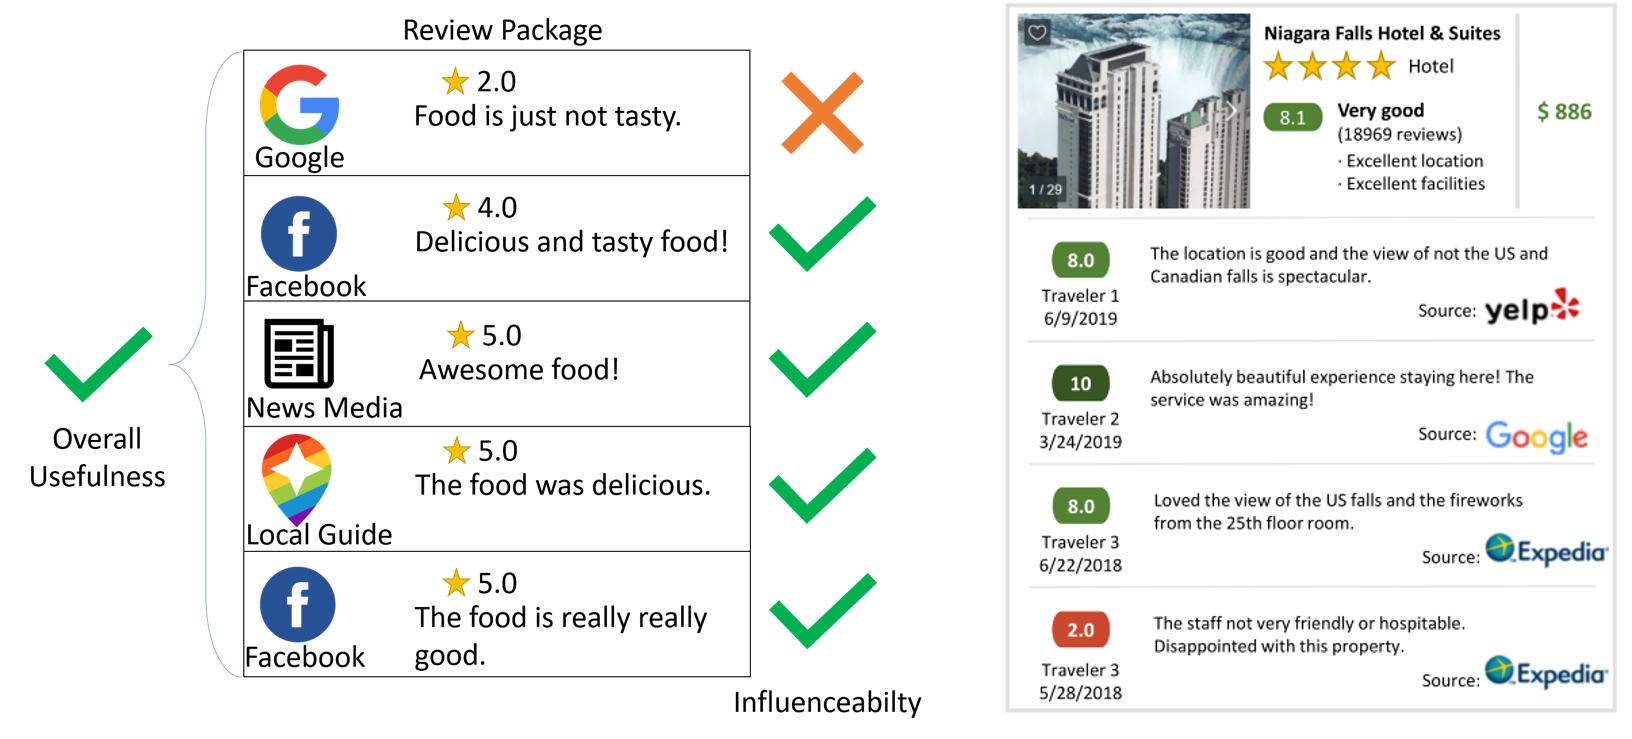 Review Package
2.0
Food is just not tasty.
Google
4.0
Delicious and tasty food!
Facebook
5.0
Awesome food!
News Media
5.0
The food was delicious.
Local Guide
5.0
The food is really really
good.
Facebook
Overall
Usefulness
Influenceabilty
Niagara Falls Hotel & Suites
Hotel
8.1
Very good
(18969 reviews)
· Excellent location
· Excellent facilities
$ 886
1 / 29
8.0
Traveler 1
6/9/2019
The location is good and the view of not the US and
Canadian falls is spectacular.
Source: yelp
10
Traveler 2
3/24/2019
Absolutely beautiful experience staying here! The
service was amazing!
Source: Google
8.0
Traveler 3
6/22/2018
Loved the view of the US falls and the fireworks
from the 25th floor room.
Source: Expedia
2.0
Traveler 3
5/28/2018
The staff not very friendly or hospitable.
Disappointed with this property.
Source: Expedia